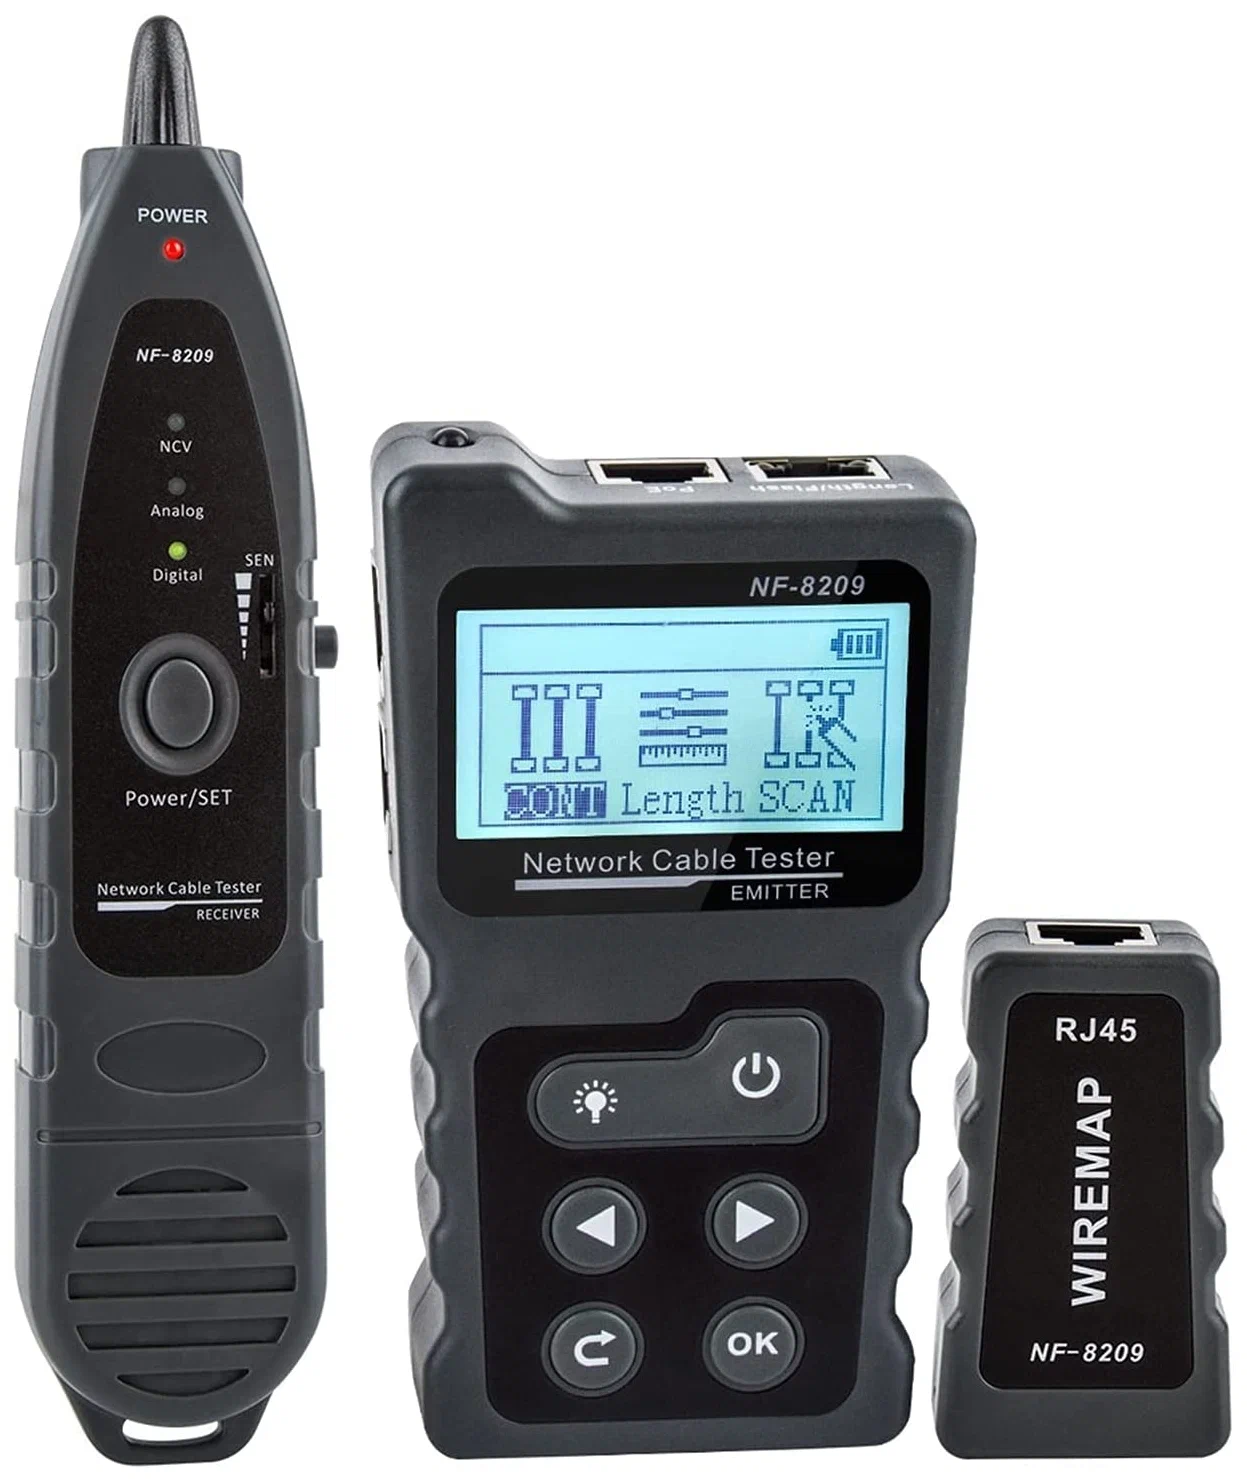 POWER
NF-8209
NCV
Analog
Digital
SEN
Power/SET
Network Cable Tester
RECEIVER
PoE
Length/Flash
NF-8209
CONT Length SCAN
Network Cable Tester
EMITTER
OK
RJ45
WIREMAP
NF-8209